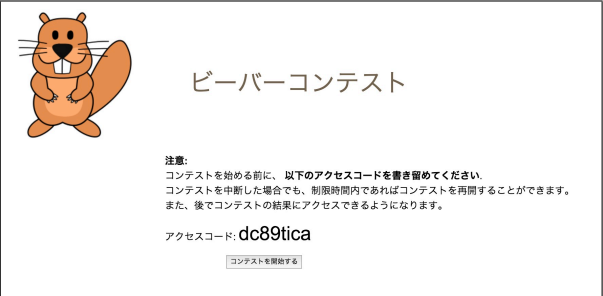 ビーバーコンテスト
注意:
コンテストを始める前に、 以下のアクセスコードを書き留めてください.
コンテストを中断した場合でも、制限時間内であればコンテストを再開することができます。
また、後でコンテストの結果にアクセスできるようになります。
アクセスコード: dc89tica
コンテストを開始する